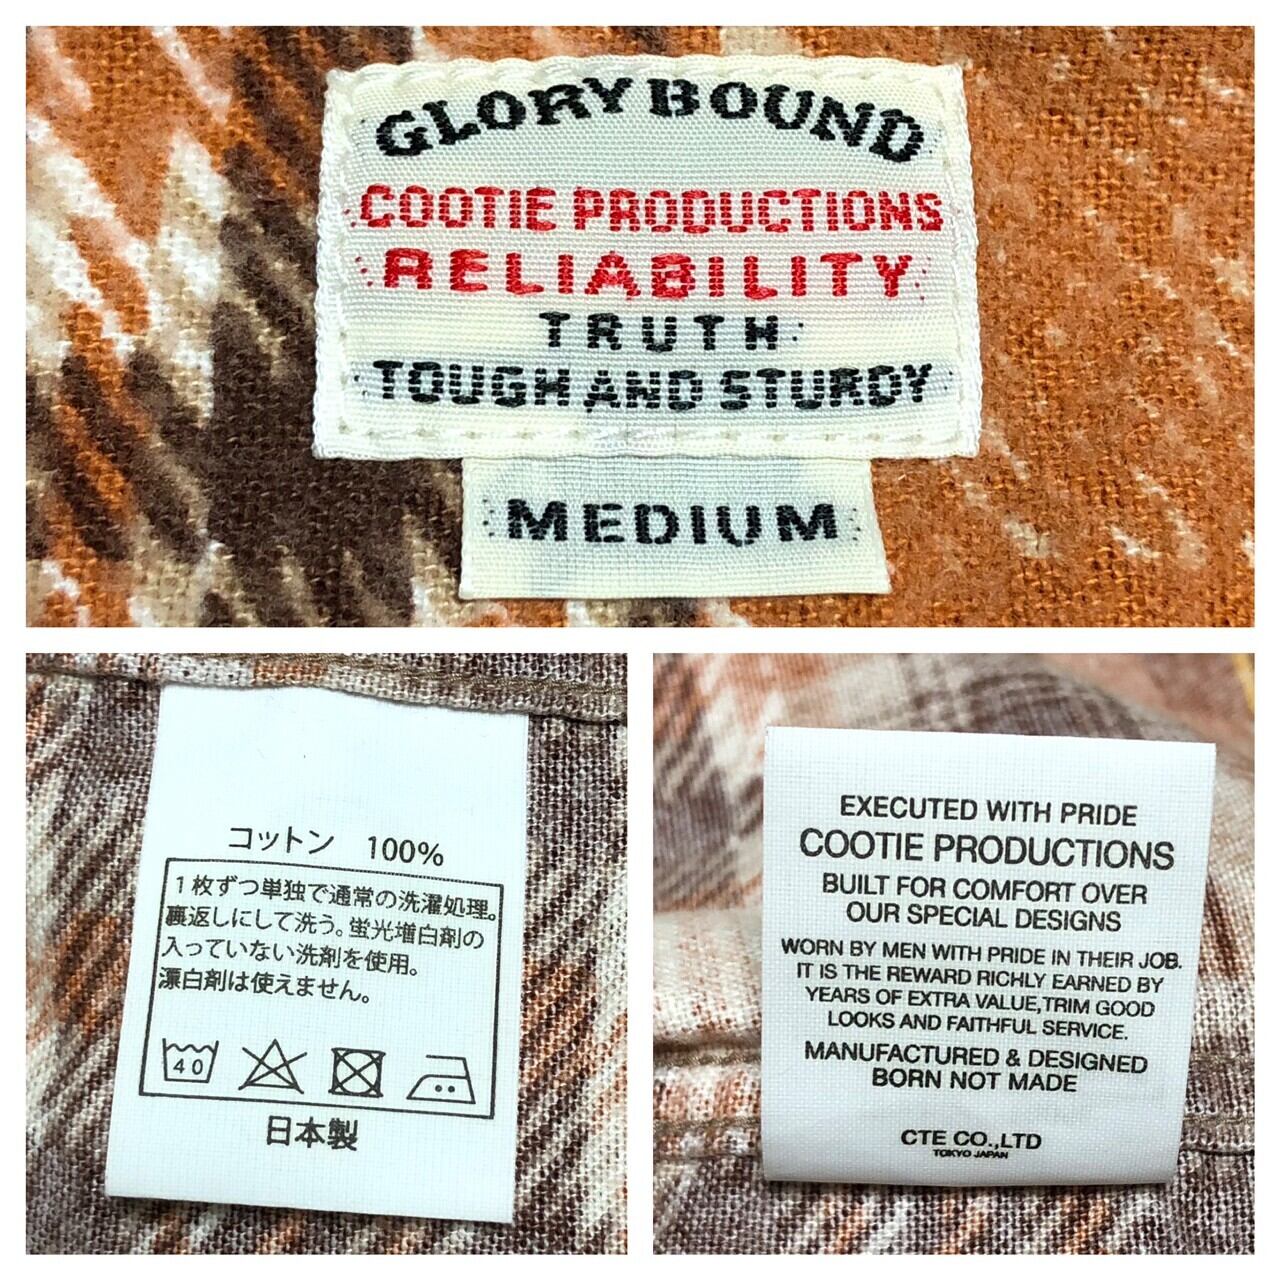 GLORY BOUND
COOTIE PRODUCTIONS
RELIABILITY
TRUTH
TOUGH AND STURDY
MEDIUM
コットン 100%
1枚ずつ単独で通常の洗濯処理。
裏返しにして洗う。蛍光増白剤の
入っていない洗剤を使用。
漂白剤は使えません。
40
日本製
EXECUTED WITH PRIDE
COOTIE PRODUCTIONS
BUILT FOR COMFORT OVER
OUR SPECIAL DESIGNS
WORN BY MEN WITH PRIDE IN THEIR JOB.
IT IS THE REWARD RICHLY EARNED BY
YEARS OF EXTRA VALUE,TRIM GOOD
LOOKS AND FAITHFUL SERVICE.
MANUFACTURED & DESIGNED
BORN NOT MADE
CTE CO.,LTD
TOKYO JAPAN